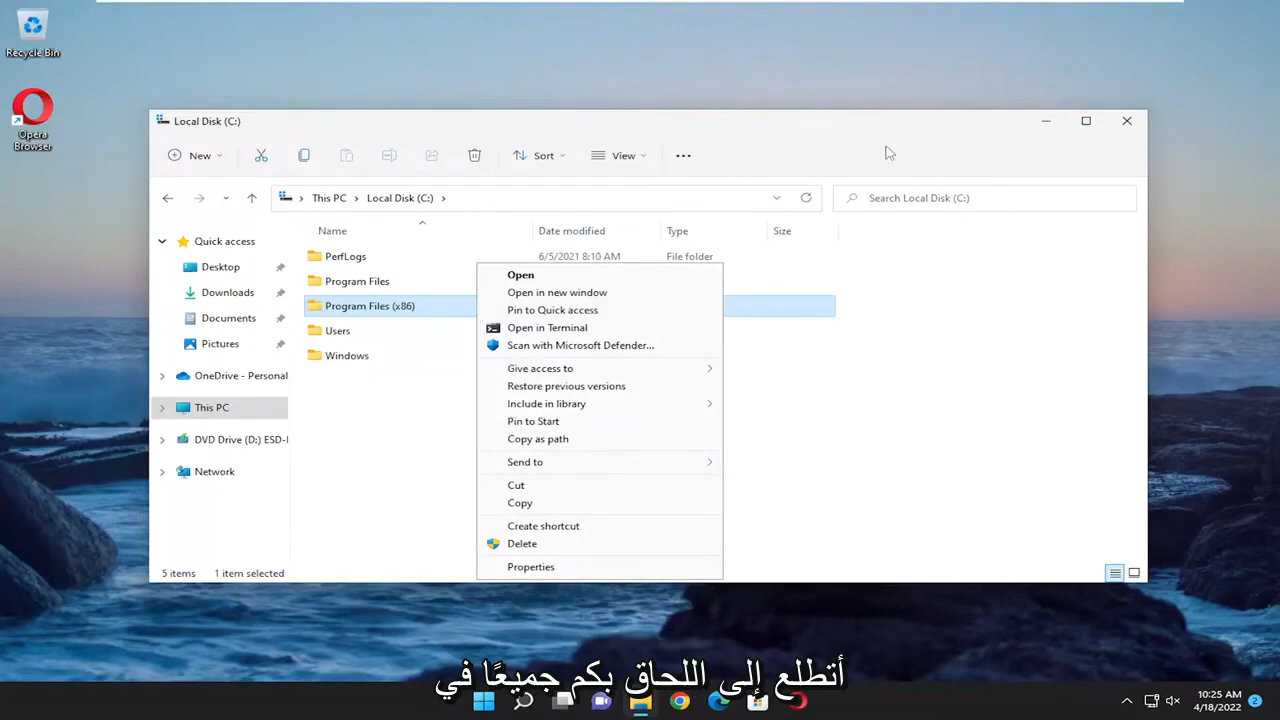 Recycle Bin
Opera
Browser
Local Disk (C:)
New
Sort
View
This PC
Local Disk (C:)
Search Local Disk (C:)
Name
Date modified
Type
Size
Quick access
Desktop
Downloads
Documents
Pictures
OneDrive - Personal
This PC
DVD Drive (D:) ESD-I
Network
PerfLogs
6/5/2021 8:10 AM
File folder
Program Files
Program Files (x86)
Users
Windows
Open
Open in new window
Pin to Quick access
Open in Terminal
Scan with Microsoft Defender...
Give access to
Restore previous versions
Include in library
Pin to Start
Copy as path
Send to
Cut
Copy
Create shortcut
Delete
Properties
5 items
1 item selected
أتطلع إلى اللحاق بكم جميعًا في
10:25 AM
4/18/2022
2